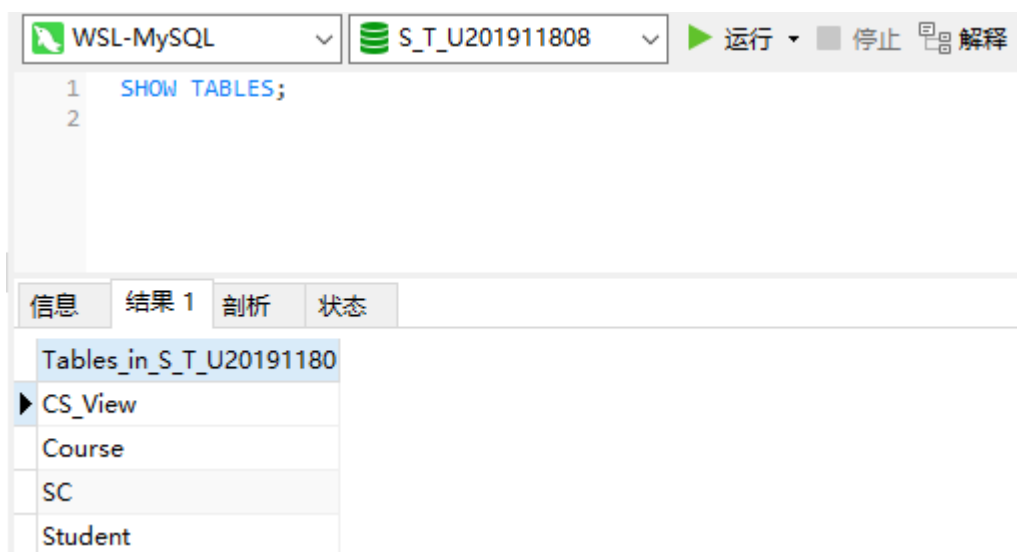 WSL-MySQL S_T_U201911808 运行 停止 解释
1 SHOW TABLES;
2
信息 结果 1 剖析 状态
Tables_in_S_T_U20191180
CS_View
Course
SC
Student